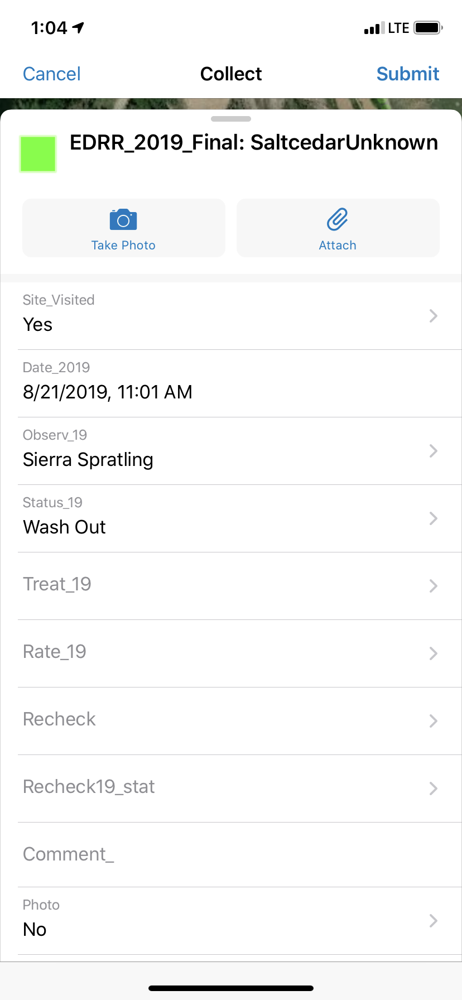 1:04 LTE
Cancel Collect Submit
EDRR_2019_Final: SaltcedarUnknown
Take Photo Attach
Site_Visited
Yes
Date_2019
8/21/2019, 11:01 AM
Observ_19
Sierra Spratling
Status_19
Wash Out
Treat_19
Rate_19
Recheck
Recheck19_stat
Comment_
Photo
No